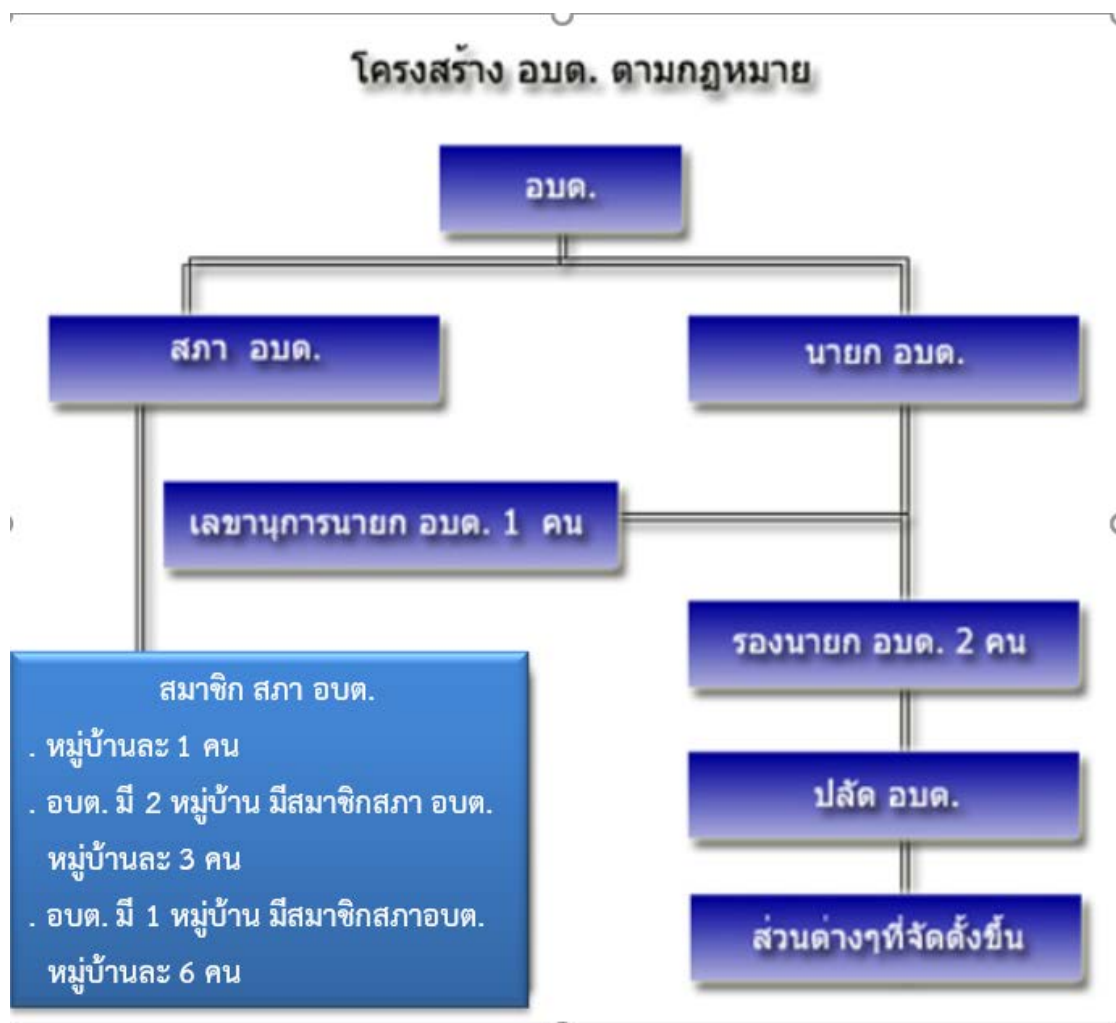 โครงสร้าง อบต. ตามกฎหมาย
อบต.
สภา อบต.
นายก อบต.
เลขานุการนายก อบต. 1 คน
รองนายก อบต. 2 คน
สมาชิก สภา อบต.
. หมู่บ้านละ 1 คน
. อบต. มี 2 หมู่บ้าน มีสมาชิกสภา อบต.
หมู่บ้านละ 3 คน
. อบต. มี 1 หมู่บ้าน มีสมาชิกสภาอบต.
หมู่บ้านละ 6 คน
ปลัด อบต.
ส่วนต่างๆที่จัดตั้งขึ้น